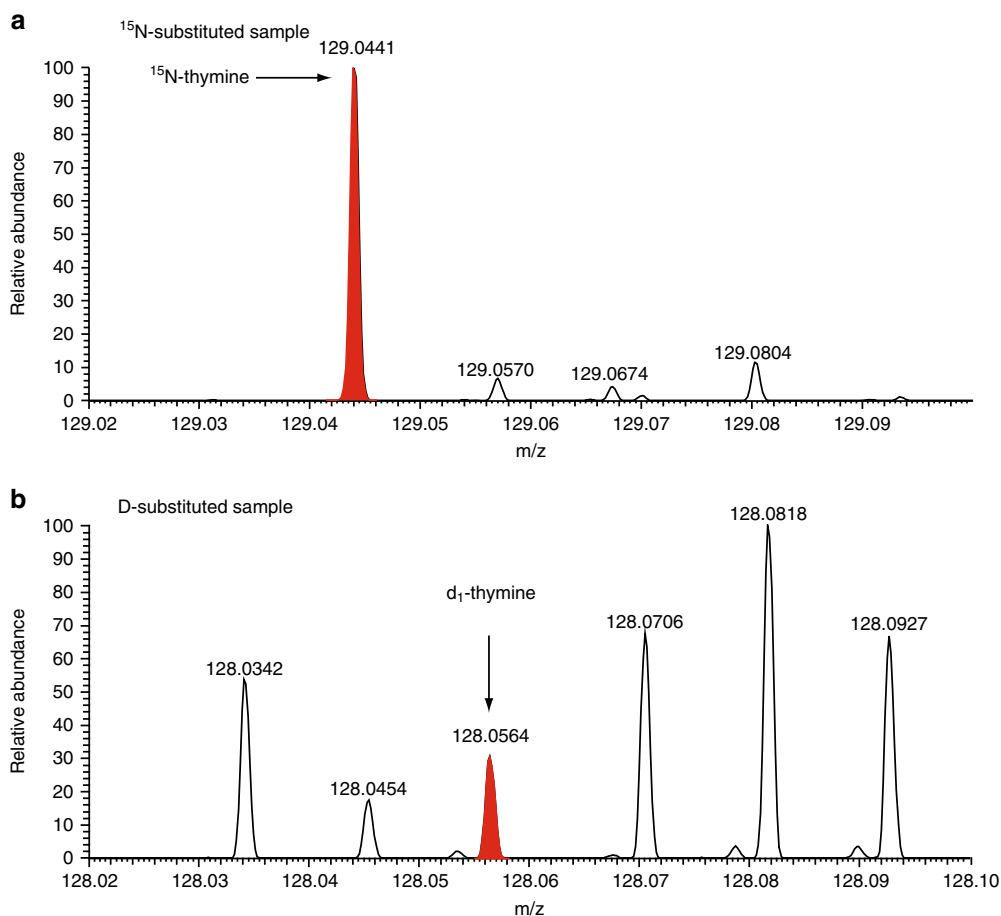 a
¹⁵N-substituted sample
129.0441
¹⁵N-thymine
100
90
80
70
60
50
40
30
20
10
0
Relative abundance
129.0570
129.0674
129.0804
129.02 129.03 129.04 129.05 129.06 129.07 129.08 129.09
m/z
b
D-substituted sample
128.0818
d₁-thymine
128.0706
128.0927
128.0342
128.0564
128.0454
100
90
80
70
60
50
40
30
20
10
0
Relative abundance
128.02 128.03 128.04 128.05 128.06 128.07 128.08 128.09 128.10
m/z